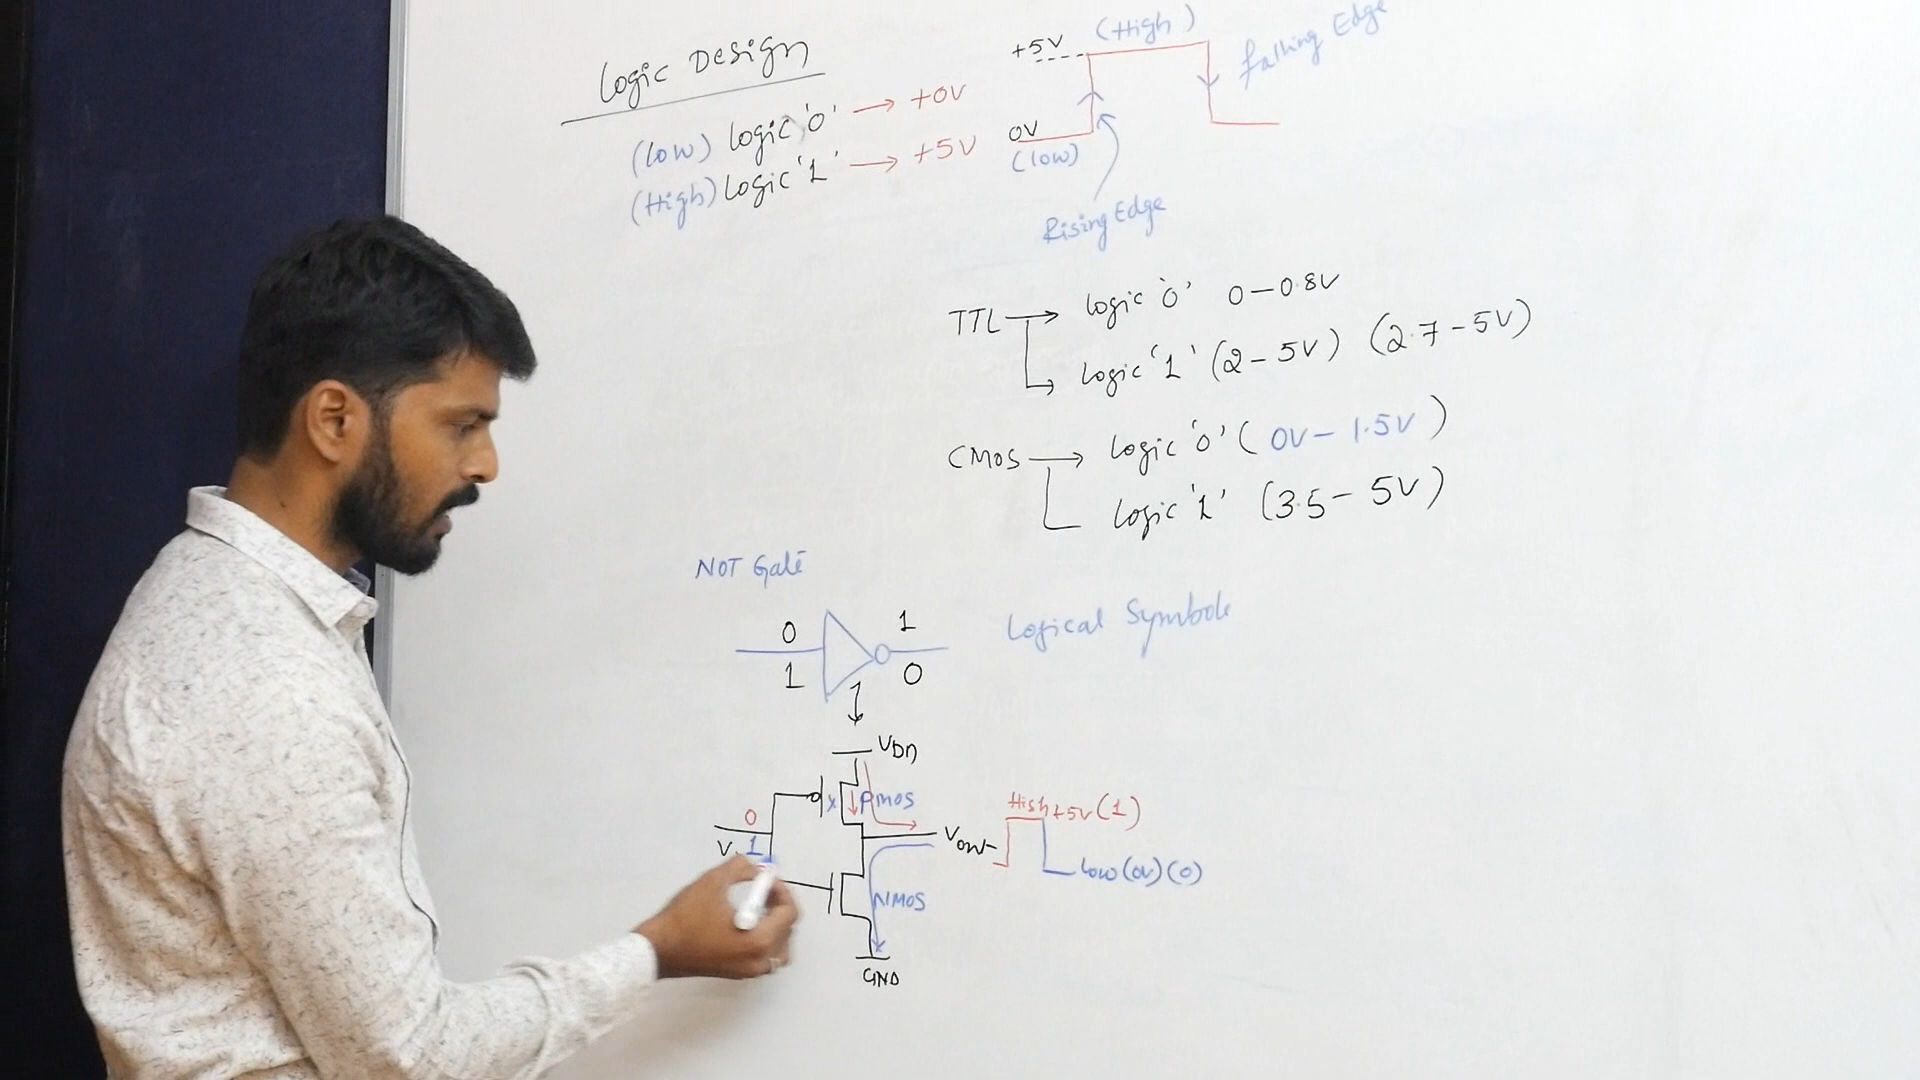 Logic Design
(Low) Logic '0' → +0V
(High) Logic '1' → +5V
+5V
(High)
falling Edge
0V
(low)
Rising Edge
TTL → logic '0' 0-0.8V
logic '1' (2-5V) (2.7-5V)
CMOS → Logic '0' (0V-1.5V)
Logic '1' (3.5-5V)
NOT Gate
0 1
1 0
Logical Symbols
VDD
x PMOS
0
1
High +5V (1)
Vout
Low (0V) (0)
NMOS
GND